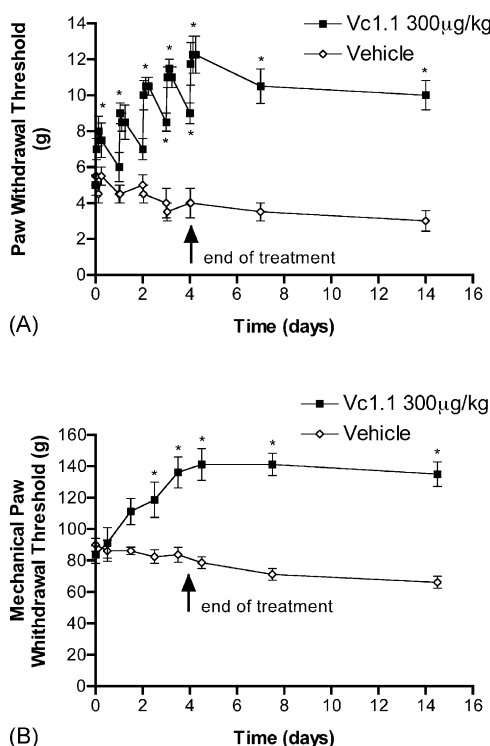 Vc1.1 300μg/kg
Vehicle
14
12
10
8
6
4
2
0
Paw Withdrawal Threshold
(g)
* * * * * * * * *
end of treatment
0 2 4 6 8 10 12 14 16
Time (days)
(A)
Vc1.1 300μg/kg
Vehicle
160
140
120
100
80
60
40
20
0
Mechanical Paw
Whithdrawal Threshold (g)
* * * * *
end of treatment
0 2 4 6 8 10 12 14 16
Time (days)
(B)